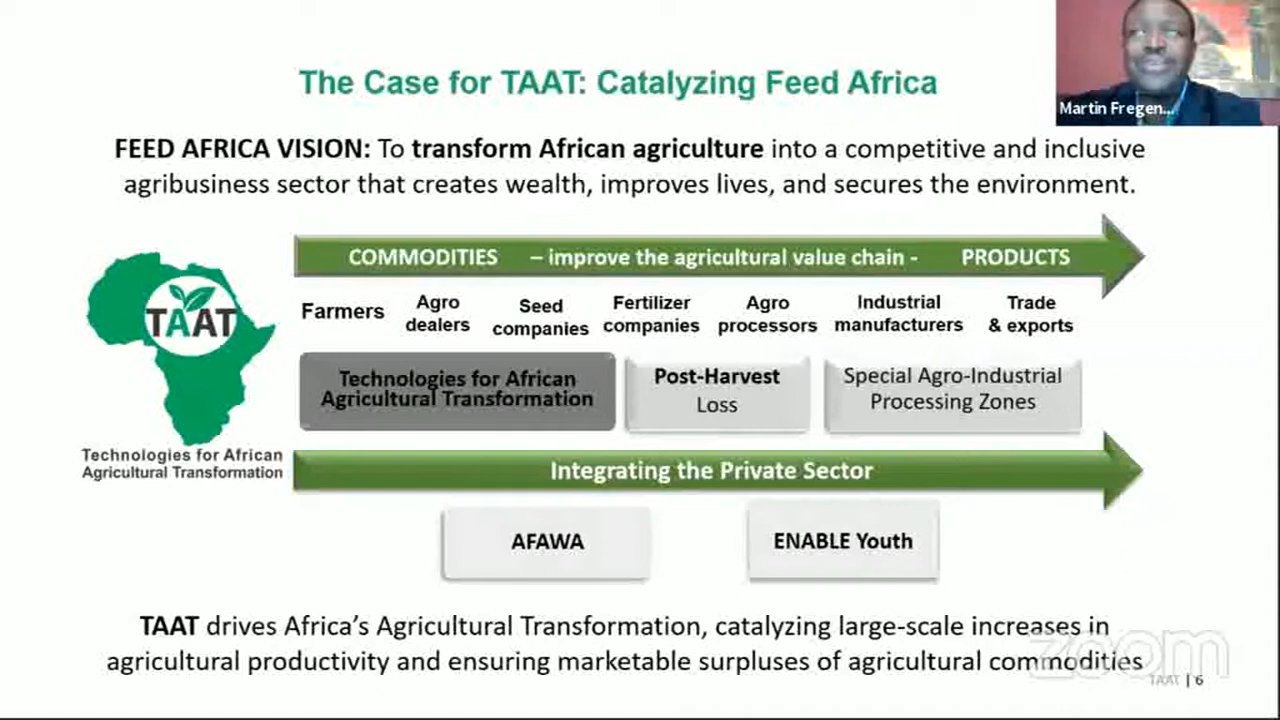 The Case for TAAT: Catalyzing Feed Africa
Martin Fregen...
FEED AFRICA VISION: To transform African agriculture into a competitive and inclusive
agribusiness sector that creates wealth, improves lives, and secures the environment.
COMMODITIES – improve the agricultural value chain - PRODUCTS
TAAT
Technologies for African
Agricultural Transformation
Farmers
Agro
dealers
Seed
companies
Fertilizer
companies
Agro
processors
Industrial
manufacturers
Trade
& exports
Technologies for African
Agricultural Transformation
Post-Harvest
Loss
Special Agro-Industrial
Processing Zones
Integrating the Private Sector
AFAWA
ENABLE Youth
TAAT drives Africa’s Agricultural Transformation, catalyzing large-scale increases in
agricultural productivity and ensuring marketable surpluses of agricultural commodities
zoom
TAAT | 6